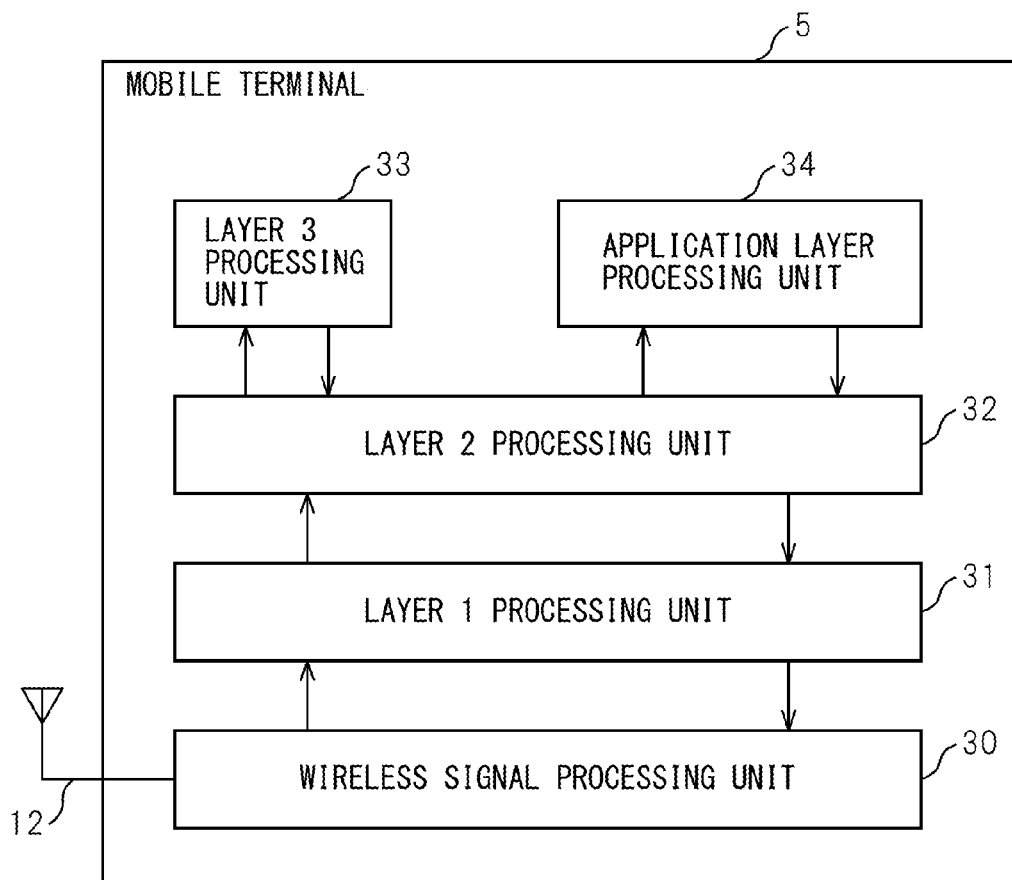 5
MOBILE TERMINAL
33
34
LAYER 3
PROCESSING
UNIT
APPLICATION LAYER
PROCESSING UNIT
32
LAYER 2 PROCESSING UNIT
31
LAYER 1 PROCESSING UNIT
30
WIRELESS SIGNAL PROCESSING UNIT
12